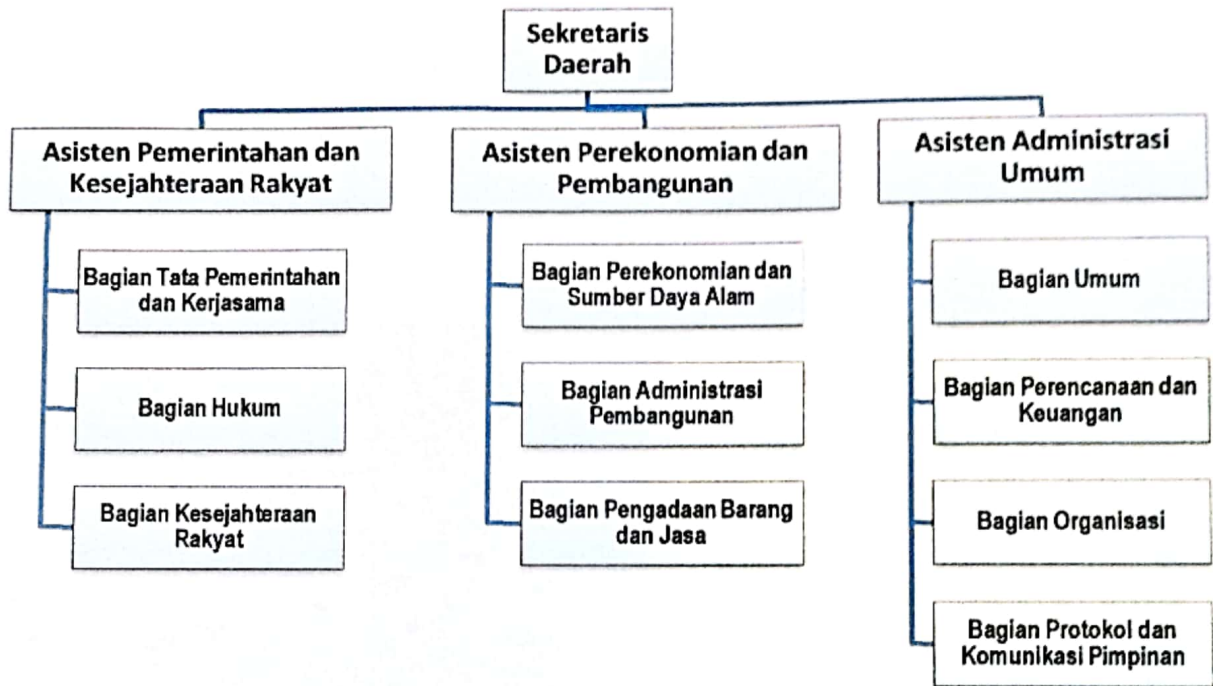 Sekretaris
Daerah
Asisten Pemerintahan dan
Kesejahteraan Rakyat
Bagian Tata Pemerintahan
dan Kerjasama
Bagian Hukum
Bagian Kesejahteraan
Rakyat
Asisten Perekonomian dan
Pembangunan
Bagian Perekonomian dan
Sumber Daya Alam
Bagian Administrasi
Pembangunan
Bagian Pengadaan Barang
dan Jasa
Asisten Administrasi
Umum
Bagian Umum
Bagian Perencanaan dan
Keuangan
Bagian Organisasi
Bagian Protokol dan
Komunikasi Pimpinan